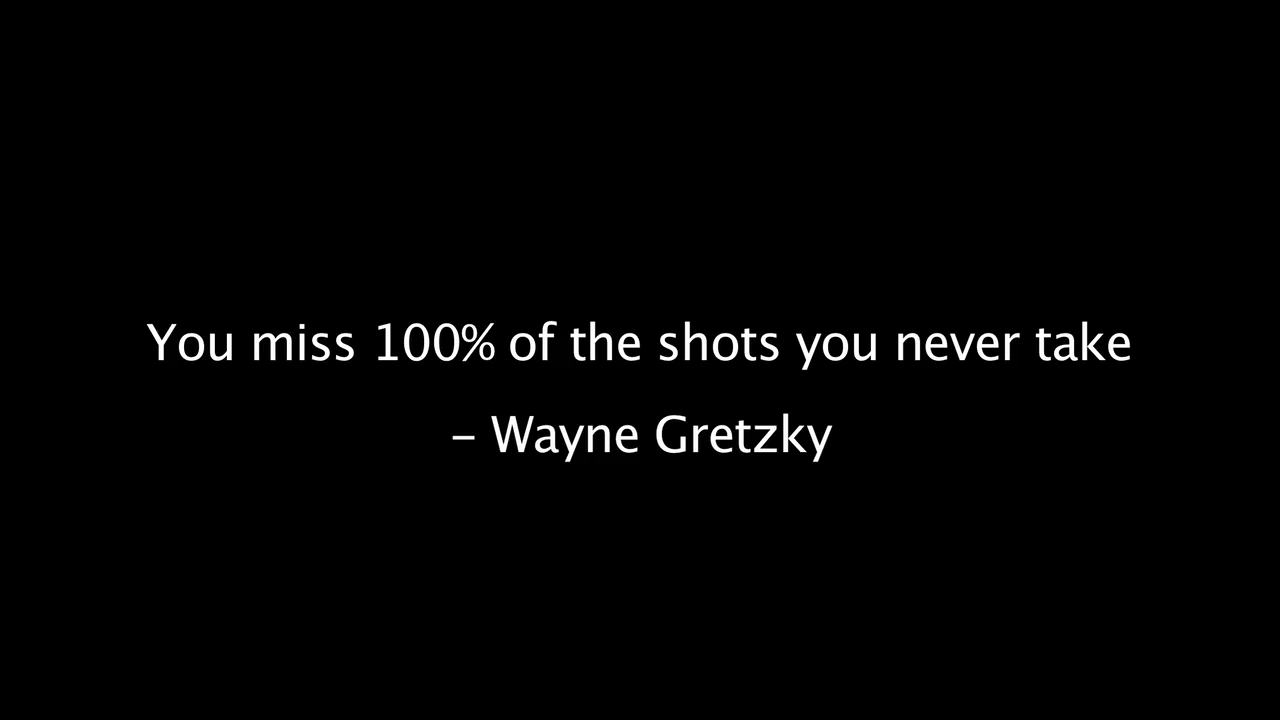 You miss 100% of the shots you never take
– Wayne Gretzky